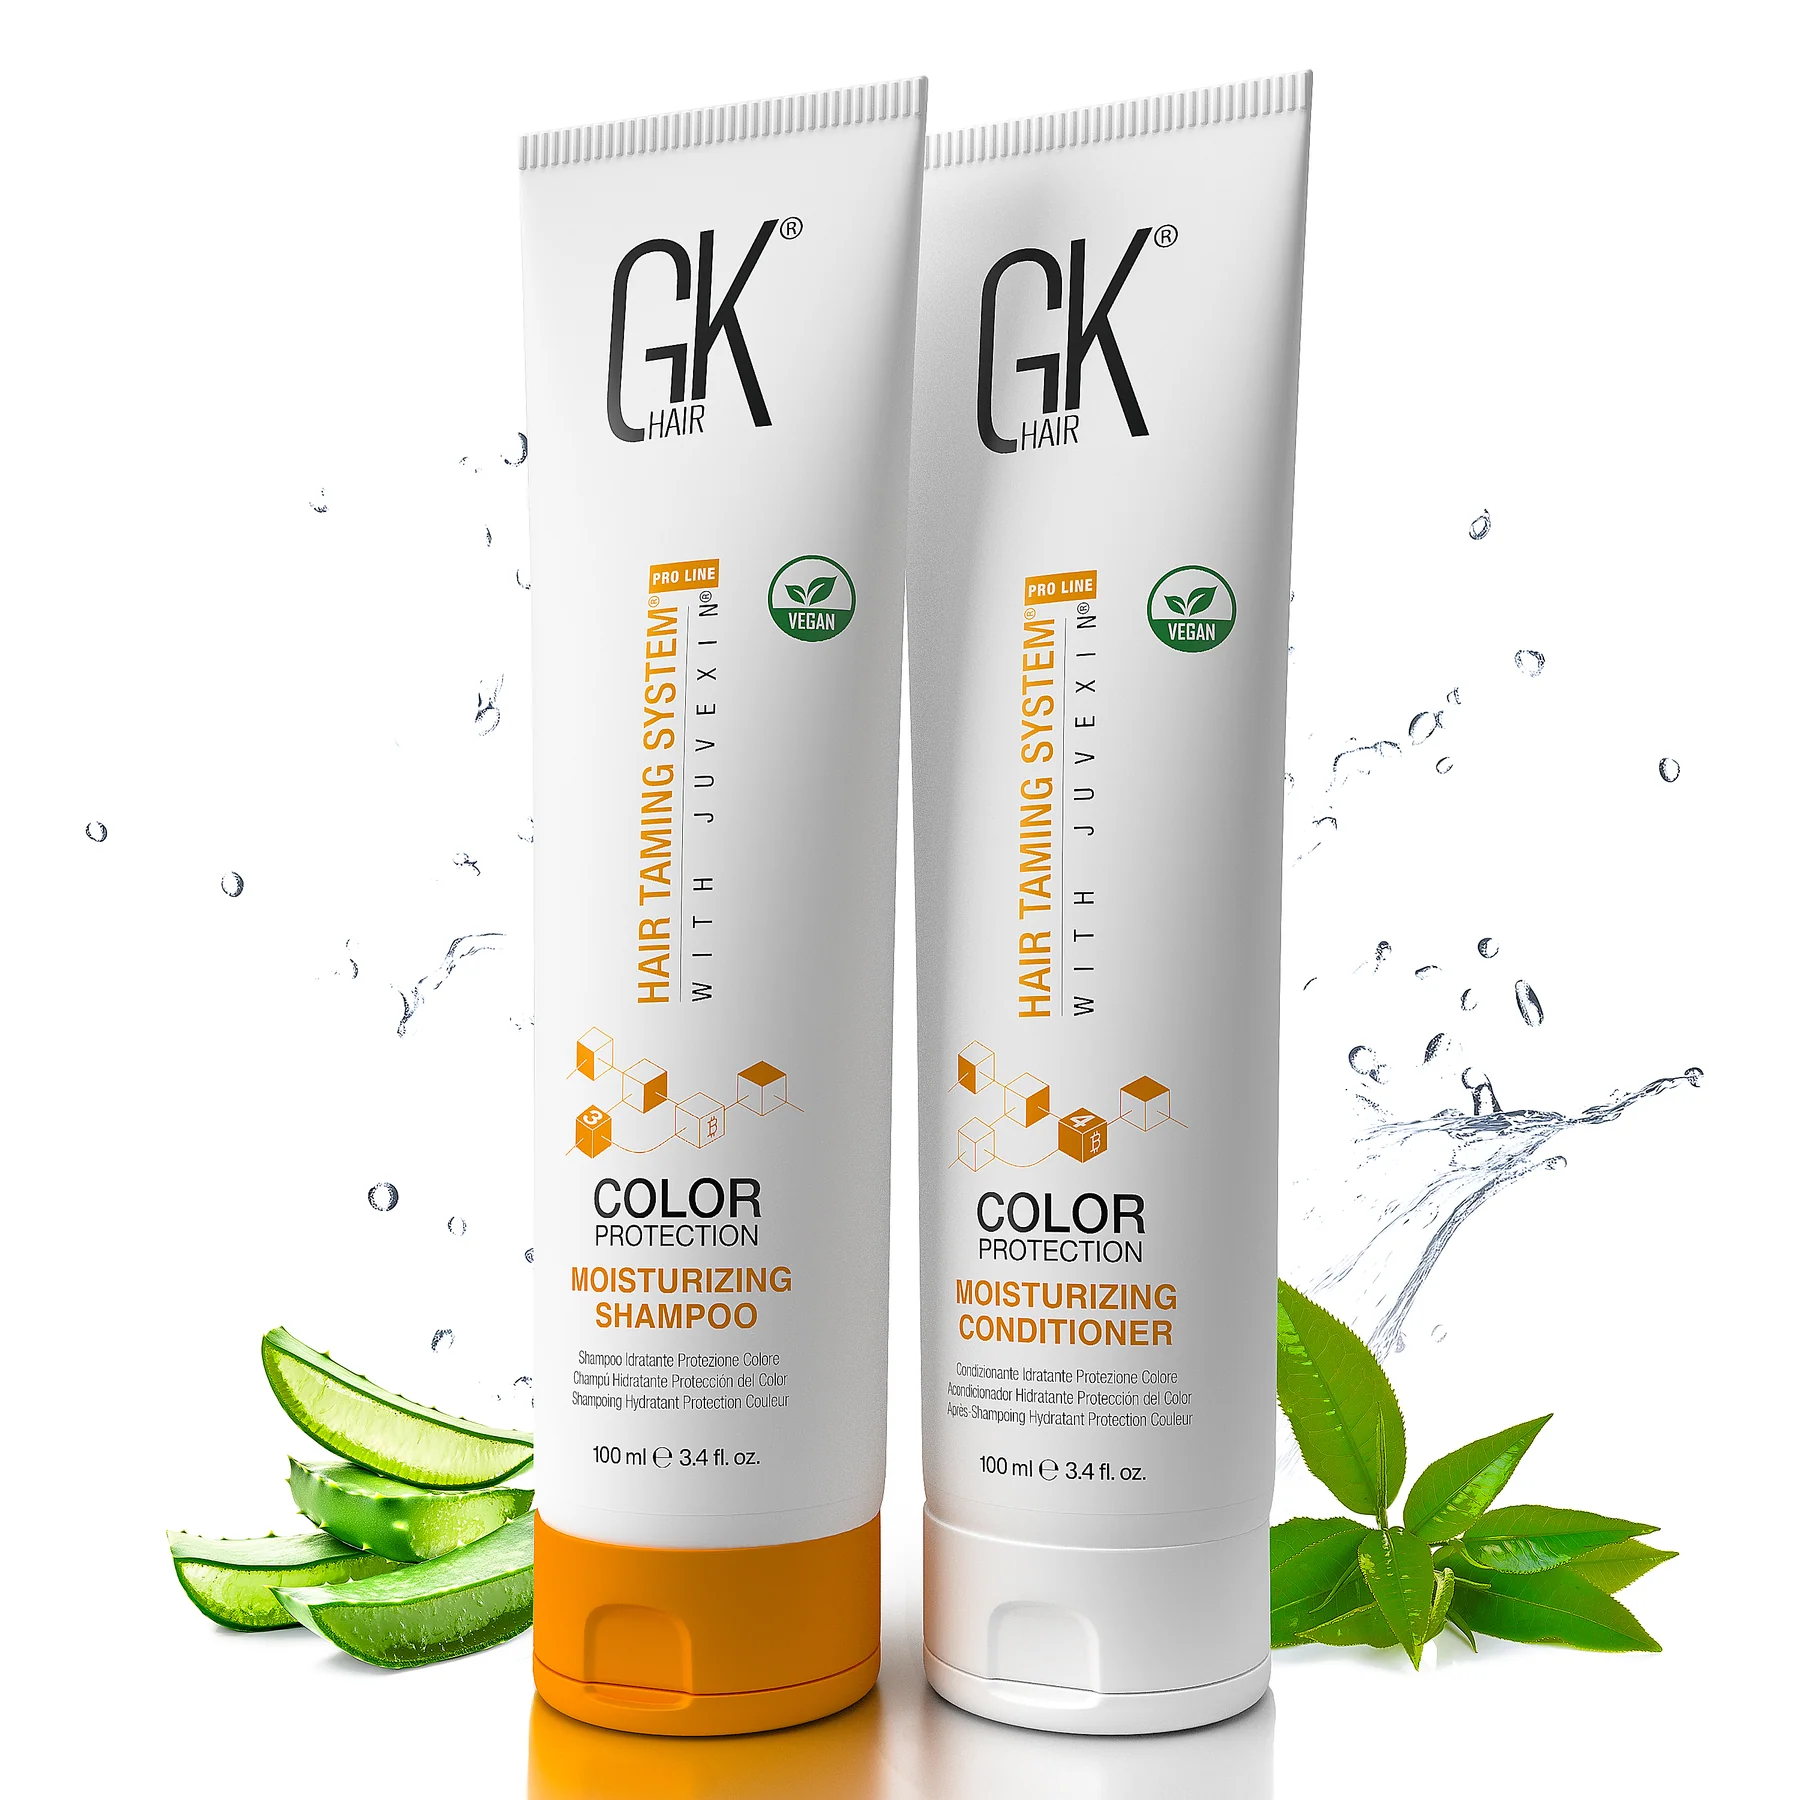 GK®
HAIR
PRO LINE
HAIR TAMING SYSTEM®
WITH JUVEXIN®
VEGAN
3
COLOR
PROTECTION
MOISTURIZING
SHAMPOO
Shampoo Idratante Protezione Colore
Champú Hidratante Protección del Color
Shampoing Hydratant Protection Couleur
100 ml ℮ 3.4 fl. oz.
GK®
HAIR
PRO LINE
HAIR TAMING SYSTEM®
WITH JUVEXIN®
VEGAN
4
COLOR
PROTECTION
MOISTURIZING
CONDITIONER
Condizionante Idratante Protezione Colore
Acondicionador Hidratante Protección del Color
Après-Shampoing Hydratant Protection Couleur
100 ml ℮ 3.4 fl. oz.